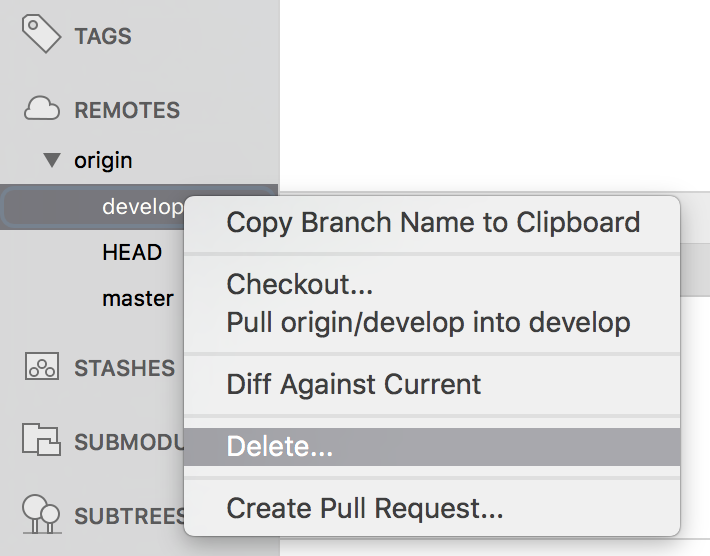 TAGS
REMOTES
origin
develop
HEAD
master
STASHES
SUBMODU
SUBTREES
Copy Branch Name to Clipboard
Checkout...
Pull origin/develop into develop
Diff Against Current
Delete...
Create Pull Request...